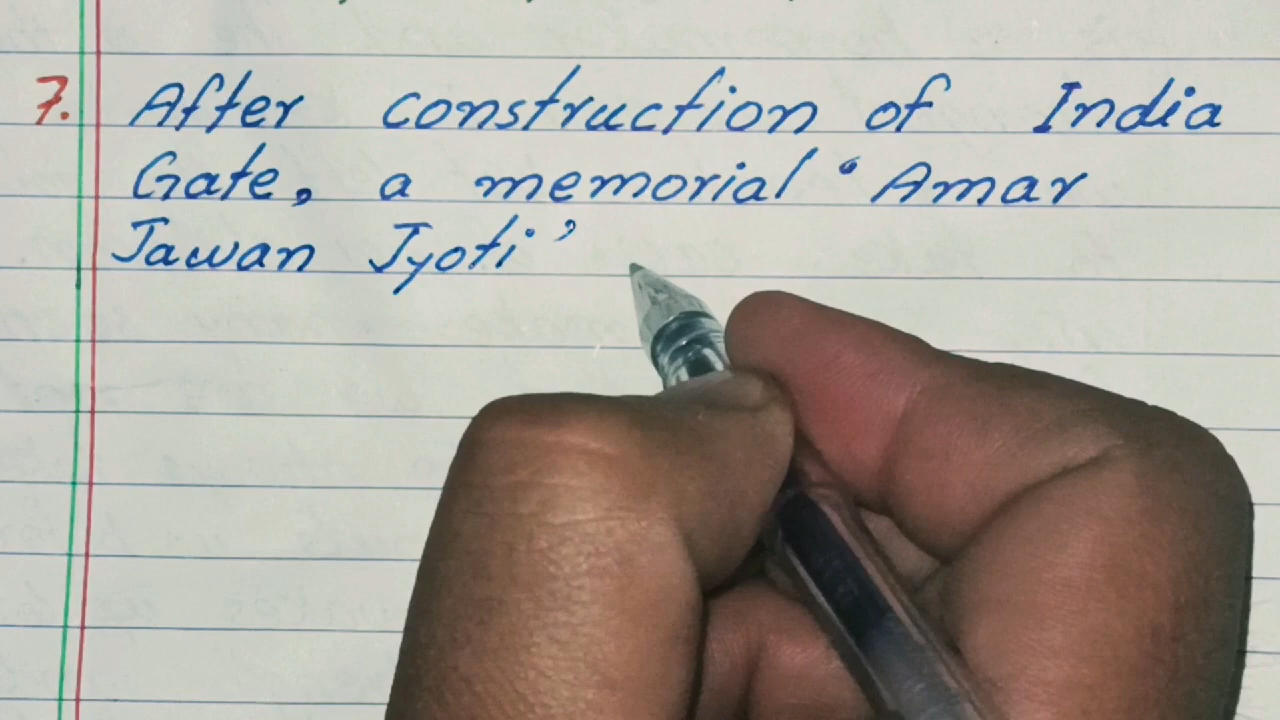 7. After construction of India
Gate, a memorial ‘Amar
Jawan Jyoti’